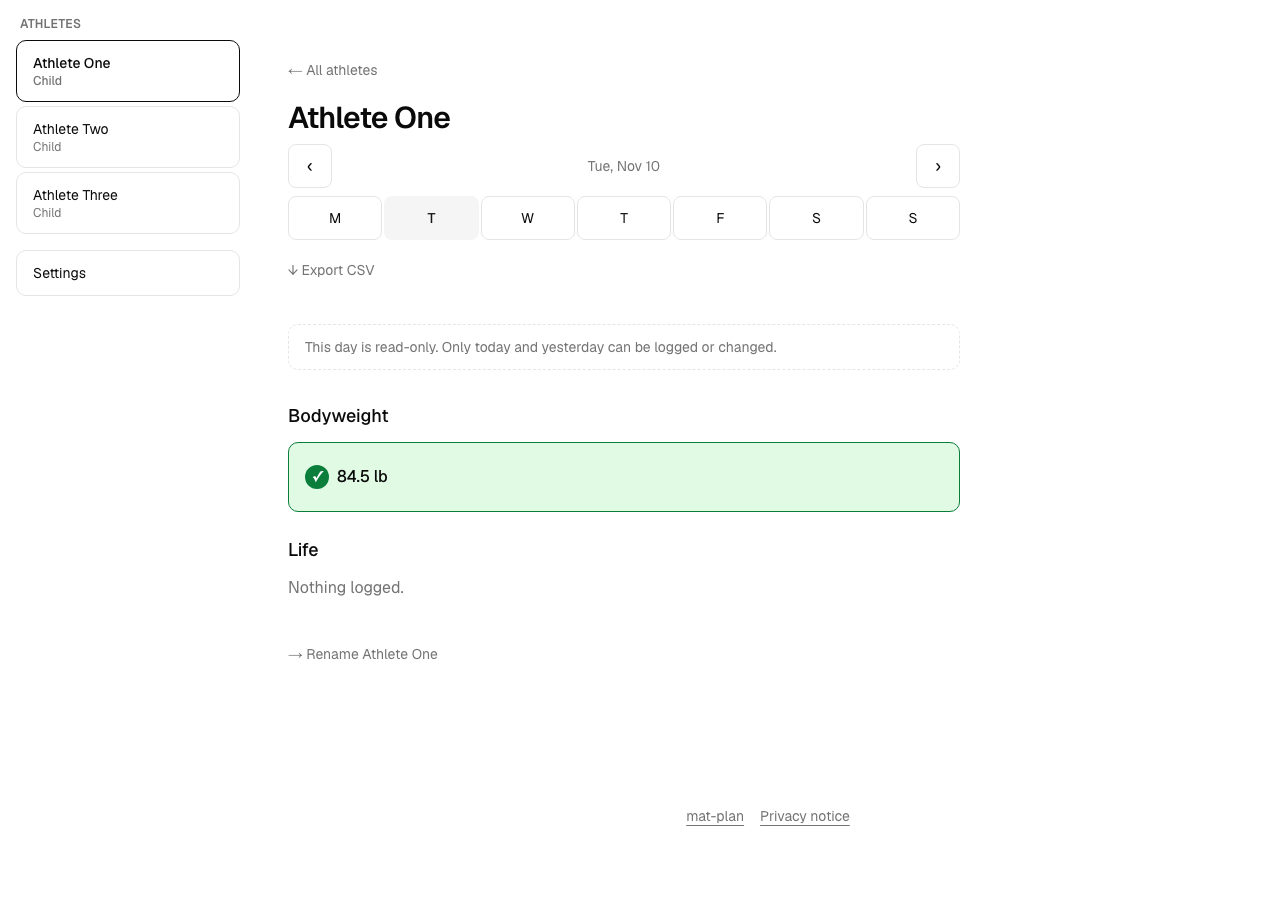 ATHLETES
Athlete One
Child
Athlete Two
Child
Athlete Three
Child
Settings
← All athletes
Athlete One
‹ Tue, Nov 10 ›
M T W T F S S
↓ Export CSV
This day is read-only. Only today and yesterday can be logged or changed.
Bodyweight
✓ 84.5 lb
Life
Nothing logged.
→ Rename Athlete One
mat-plan Privacy notice